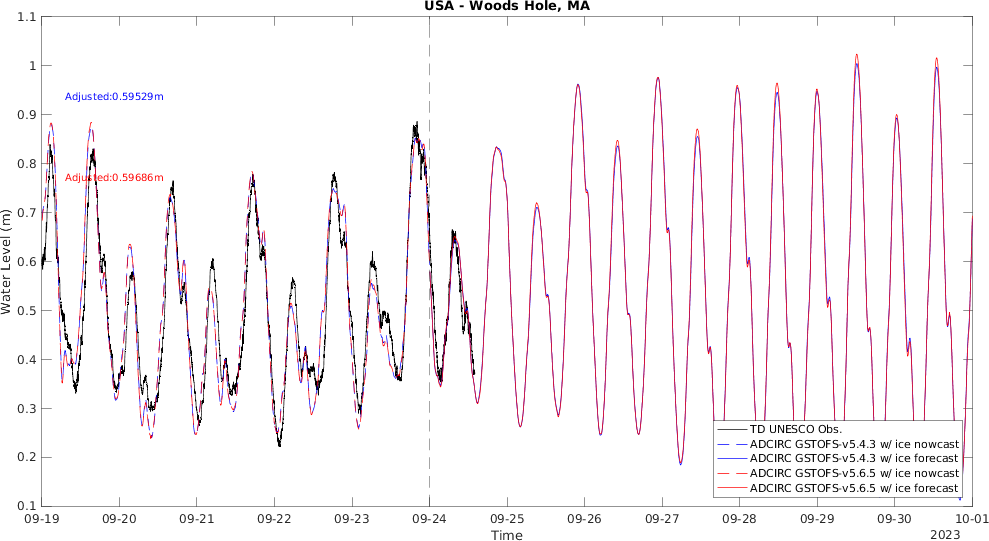 USA - Woods Hole, MA
1.1
1
0.9
0.8
0.7
0.6
0.5
0.4
0.3
0.2
0.1
Water Level (m)
Adjusted:0.59529m
Adjusted:0.59686m
TD UNESCO Obs.
ADCIRC GSTOFS-v5.4.3 w/ ice nowcast
ADCIRC GSTOFS-v5.4.3 w/ ice forecast
ADCIRC GSTOFS-v5.6.5 w/ ice nowcast
ADCIRC GSTOFS-v5.6.5 w/ ice forecast
09-19 09-20 09-21 09-22 09-23 09-24 09-25 09-26 09-27 09-28 09-29 09-30 10-01
Time
2023